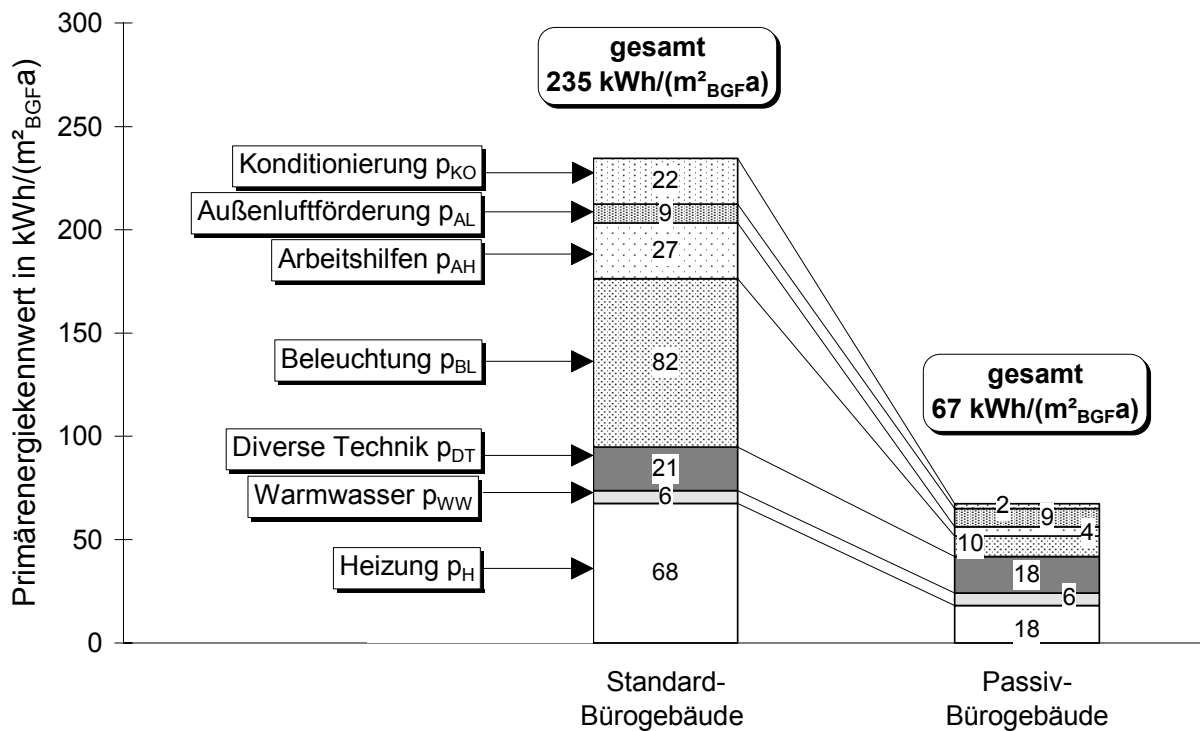 Primärenergiekennwert in kWh/(m²BGFa)
300
250
200
150
100
50
0
gesamt
235 kWh/(m²BGFa)
Konditionierung pKO
Außenluftförderung pAL
Arbeitshilfen pAH
Beleuchtung pBL
Diverse Technik pDT
Warmwasser pWW
Heizung pH
22
9
27
82
21
6
68
gesamt
67 kWh/(m²BGFa)
2
9
4
10
18
6
18
Standard-
Bürogebäude
Passiv-
Bürogebäude